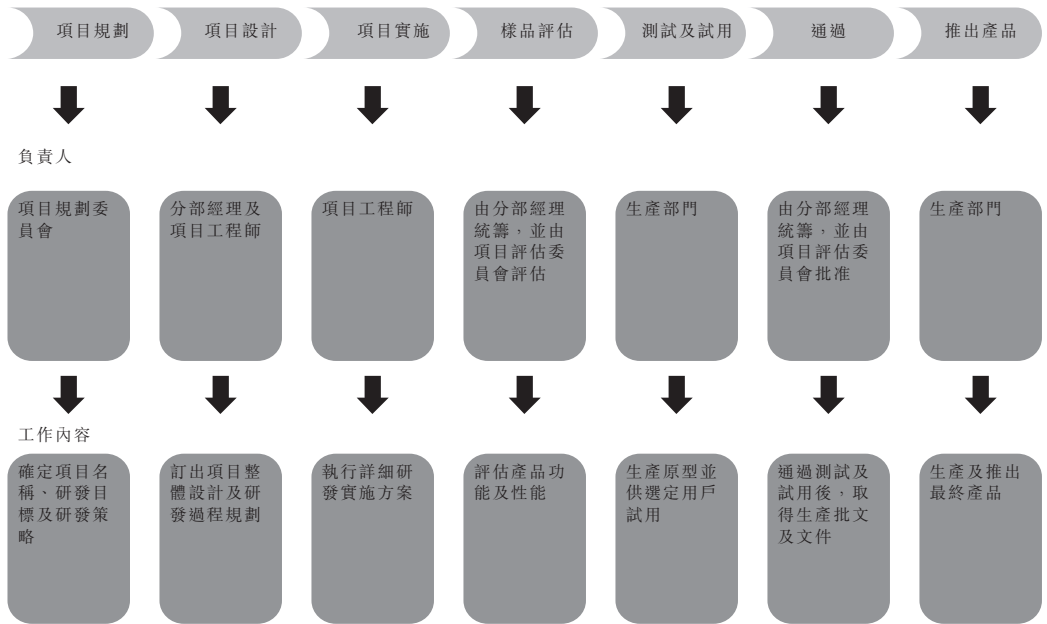 項目規劃
項目設計
項目實施
樣品評估
測試及試用
通過
推出產品
負責人
項目規劃委
員會
分部經理及
項目工程師
項目工程師
由分部經理
統籌，並由
項目評估委
員會評估
生產部門
由分部經理
統籌，並由
項目評估委
員會批准
生產部門
工作內容
確定項目名
稱、研發目
標及研發策
略
訂出項目整
體設計及研
發過程規劃
執行詳細研
發實施方案
評估產品功
能及性能
生產原型並
供選定用戶
試用
通過測試及
試用後，取
得生產批文
及文件
生產及推出
最終產品